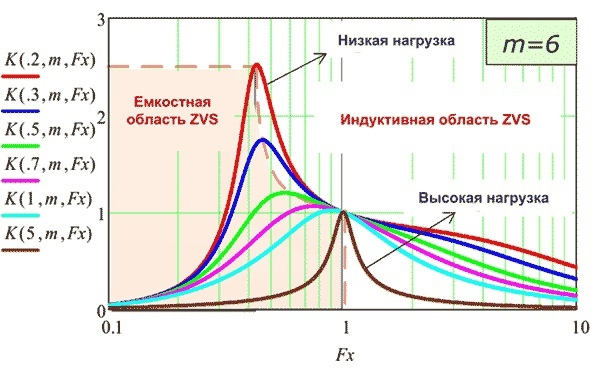 3
2
1
0
0.1
1
10
Fx
K(.2,m,Fx)
K(.3,m,Fx)
K(.5,m,Fx)
K(.7,m,Fx)
K(1,m,Fx)
K(5,m,Fx)
Низкая нагрузка
m=6
Емкостная
область ZVS
Индуктивная область ZVS
Высокая нагрузка